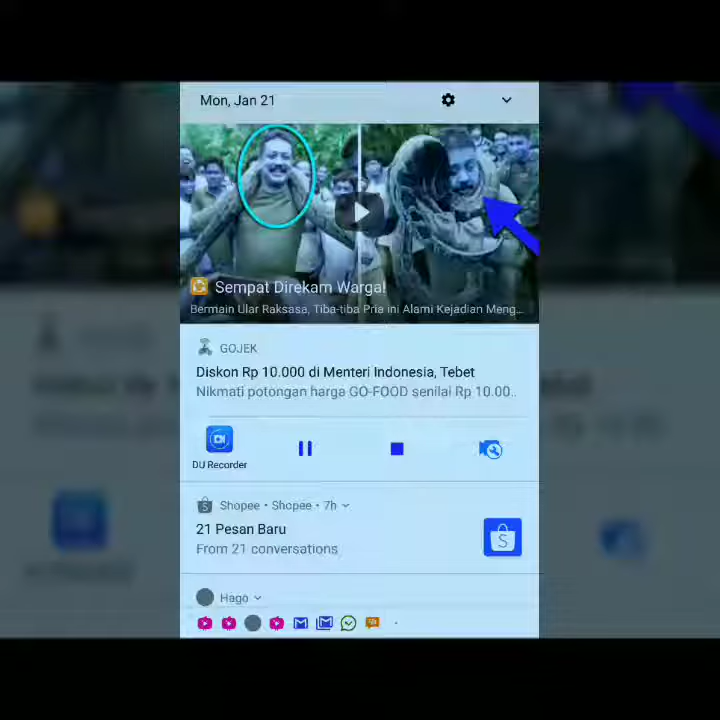 Mon, Jan 21
Sempat Direkam Warga!
Bermain Ular Raksasa, Tiba-tiba Pria ini Alami Kejadian Meng...
GOJEK
Diskon Rp 10.000 di Menteri Indonesia, Tebet
Nikmati potongan harga GO-FOOD senilai Rp 10.00..
DU Recorder
Shopee • Shopee • 7h
21 Pesan Baru
From 21 conversations
S
Hago